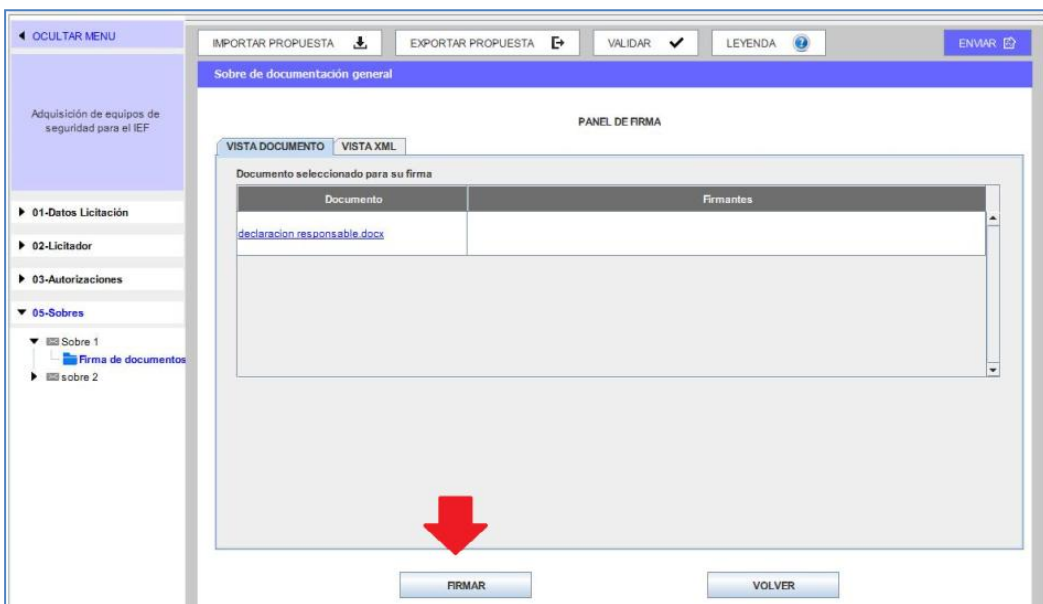 OCULTAR MENU
IMPORTAR PROPUESTA
EXPORTAR PROPUESTA
VALIDAR
LEYENDA
?
ENVIAR
Sobre de documentación general
Adquisición de equipos de
seguridad para el IEF
01-Datos Licitación
02-Licitador
03-Autorizaciones
05-Sobres
Sobre 1
Firma de documentos
sobre 2
PANEL DE FIRMA
VISTA DOCUMENTO
VISTA XML
Documento seleccionado para su firma
Documento
Firmantes
declaracion responsable.docx
FIRMAR
VOLVER